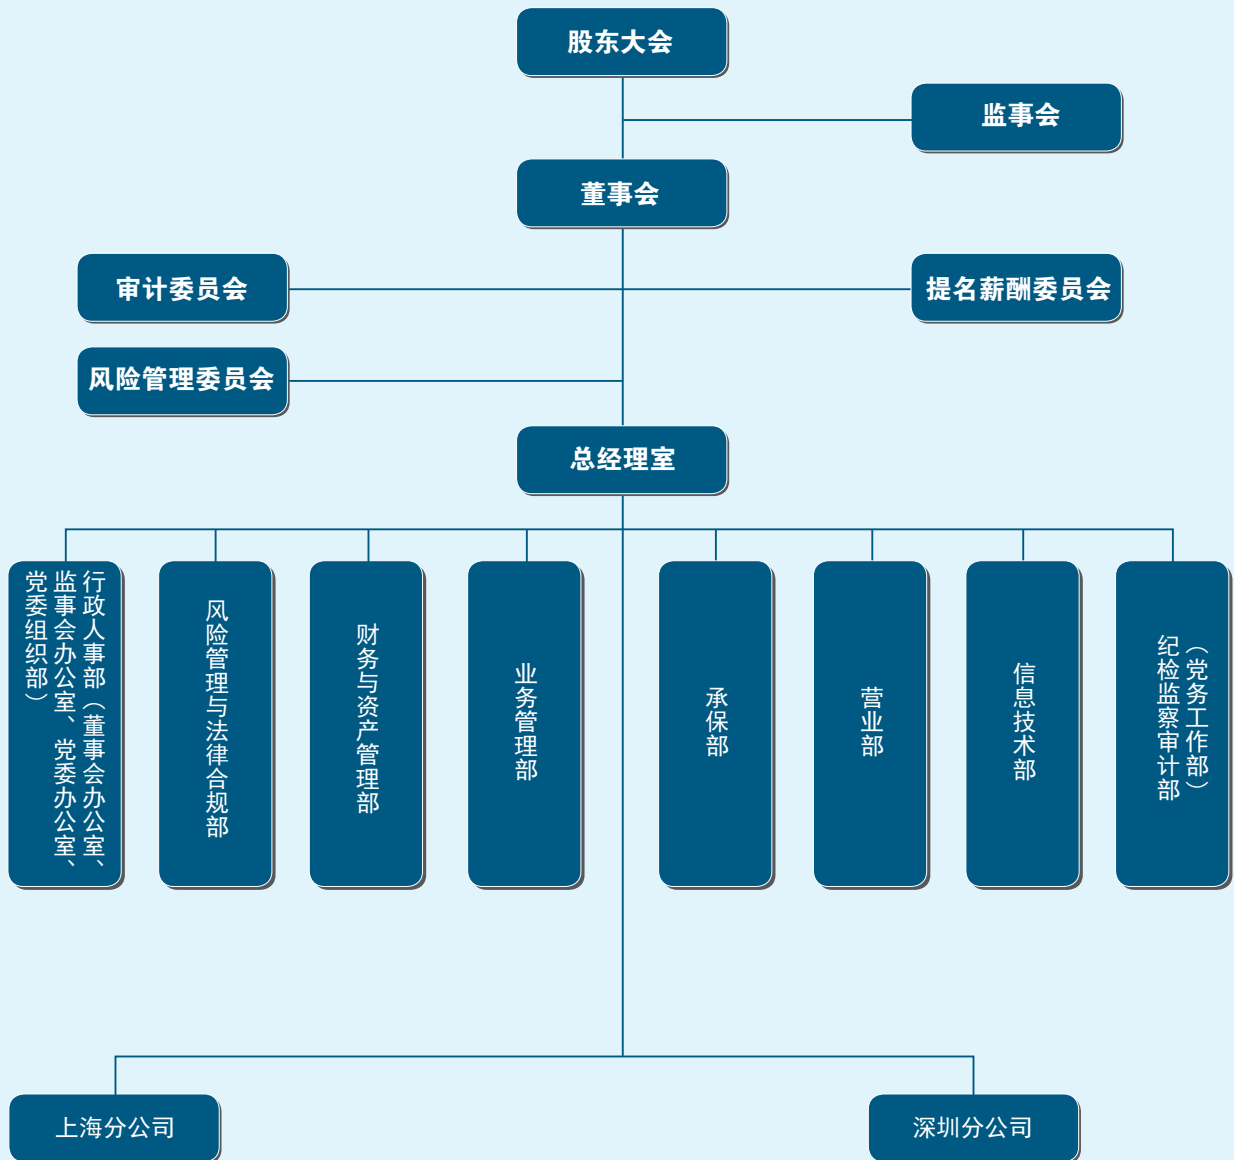 股东大会
监事会
董事会
审计委员会
提名薪酬委员会
风险管理委员会
总经理室
行政人事部（董事会办公室、
监事会办公室、党委办公室、
党委组织部）
风险管理与法律合规部
财务与资产管理部
业务管理部
承保部
营业部
信息技术部
（党务工作部）
纪检监察审计部
上海分公司
深圳分公司